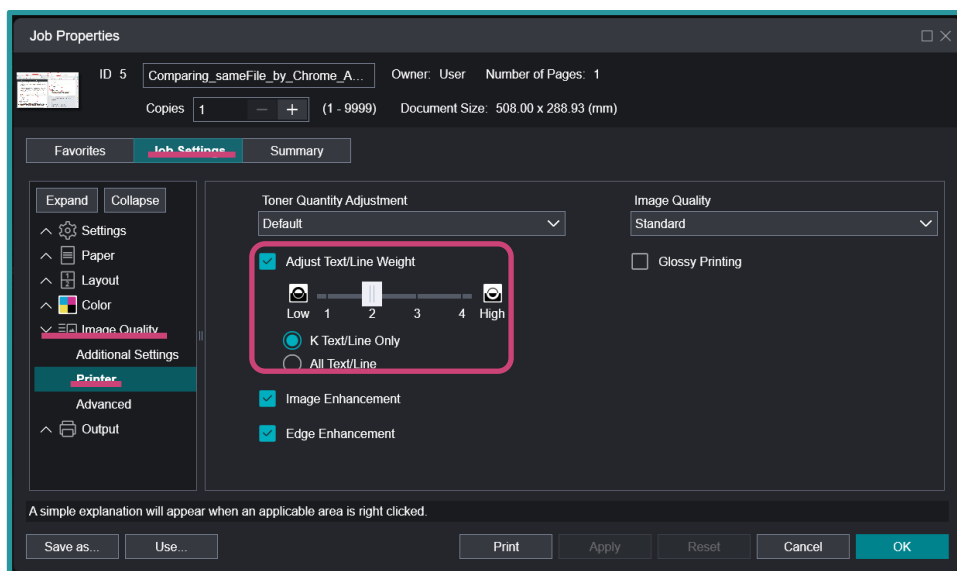 Job Properties
ID 5 Comparing_sameFile_by_Chrome_A... Owner: User Number of Pages: 1
Copies 1 (1 - 9999) Document Size: 508.00 x 288.93 (mm)
Favorites Job Settings Summary
Expand Collapse
Settings
Paper
Layout
Color
Image Quality
Additional Settings
Printer
Advanced
Output
Toner Quantity Adjustment
Default
Adjust Text/Line Weight
Low 1 2 3 4 High
K Text/Line Only
All Text/Line
Image Enhancement
Edge Enhancement
Image Quality
Standard
Glossy Printing
A simple explanation will appear when an applicable area is right clicked.
Save as... Use... Print Apply Reset Cancel OK